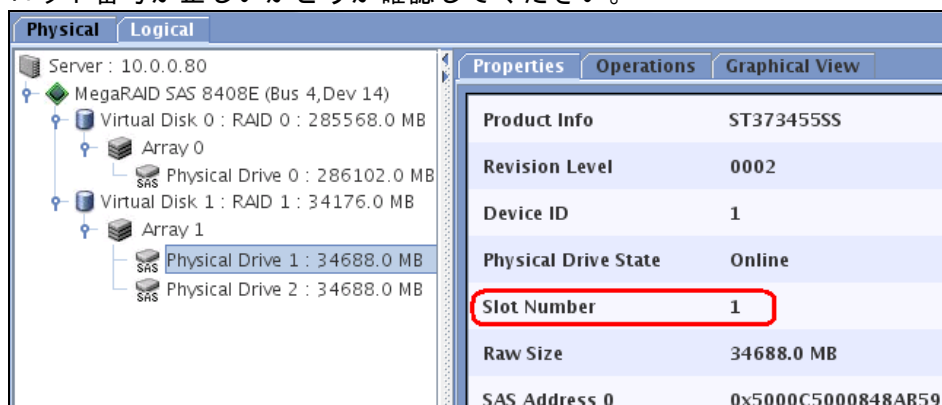 Physical Logical
Server : 10.0.0.80
MegaRAID SAS 8408E (Bus 4,Dev 14)
Virtual Disk 0 : RAID 0 : 285568.0 MB
Array 0
SAS Physical Drive 0 : 286102.0 MB
Virtual Disk 1 : RAID 1 : 34176.0 MB
Array 1
SAS Physical Drive 1 : 34688.0 MB
SAS Physical Drive 2 : 34688.0 MB
Properties Operations Graphical View
Product Info ST373455SS
Revision Level 0002
Device ID 1
Physical Drive State Online
Slot Number 1
Raw Size 34688.0 MB
SAS Address 0 0x5000C5000848AB59